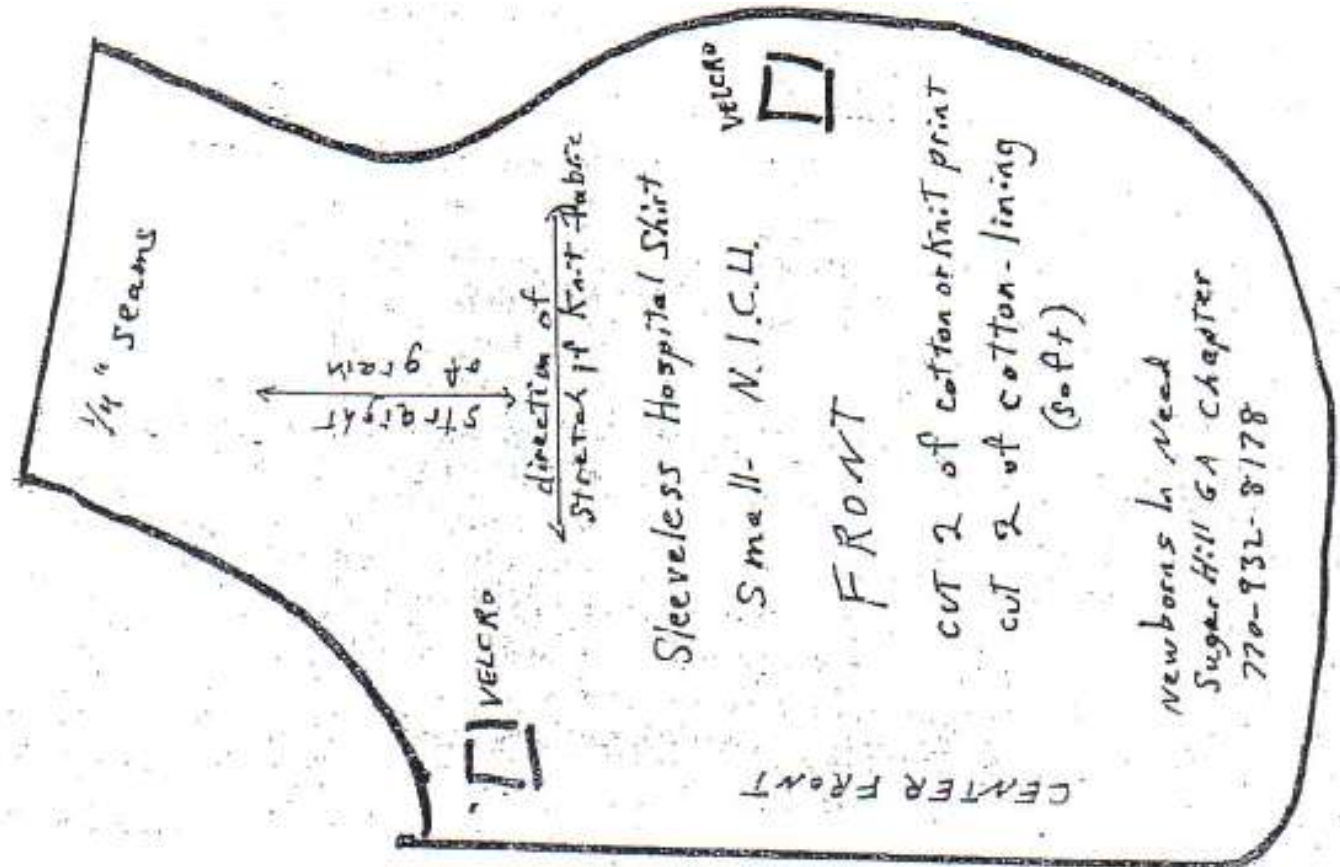 1/4" seams
straight
of grain
direction of
stretch if Knit Fabric
Sleeveless Hospital Shirt
Small- N.I.C.U.
VELCRO
VELCRO
FRONT
CUT 2 of cotton or Knit print
CUT 2 of cotton-lining
(soft)
CENTER FRONT
Newborns In Need
Sugar Hill GA Chapter
770-932-8178